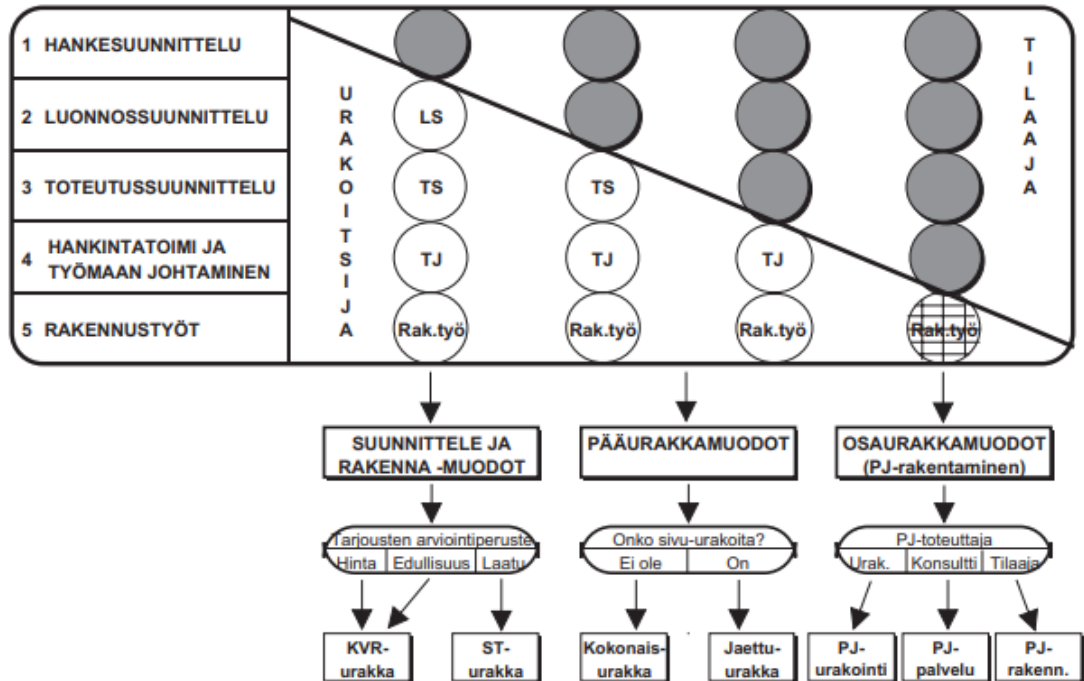 1 HANKESUUNNITTELU
2 LUONNOSSUUNNITTELU
3 TOTEUTUSSUUNNITTELU
4 HANKINTATOIMI JA
TYÖMAAN JOHTAMINEN
5 RAKENNUSTYÖT
URAKOITSIJA
TILAAJA
LS
TS TS
TJ TJ TJ
Rak.työ Rak.työ Rak.työ Rak.työ
SUUNNITTELE JA
RAKENNA -MUODOT
PÄÄURAKKAMUODOT
OSAURAKKAMUODOT
(PJ-rakentaminen)
Tarjousten arviointiperuste
Hinta Edullisuus Laatu
Onko sivu-urakoita?
Ei ole On
PJ-toteuttaja
Urak. Konsultti Tilaaja
KVR-
urakka
ST-
urakka
Kokonais-
urakka
Jaettu-
urakka
PJ-
urakointi
PJ-
palvelu
PJ-
rakenn.